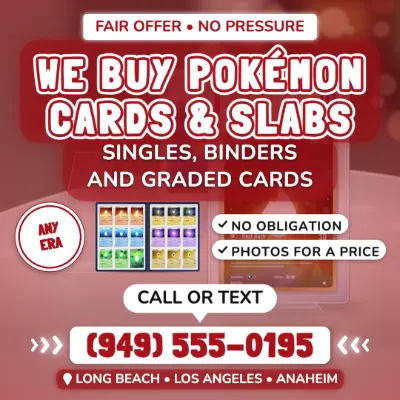 FAIR OFFER • NO PRESSURE
WE BUY POKÉMON
CARDS & SLABS
SINGLES, BINDERS
AND GRADED CARDS
ANY
ERA
NO OBLIGATION
PHOTOS FOR A PRICE
CALL OR TEXT
(949) 555-0195
LONG BEACH • LOS ANGELES • ANAHEIM